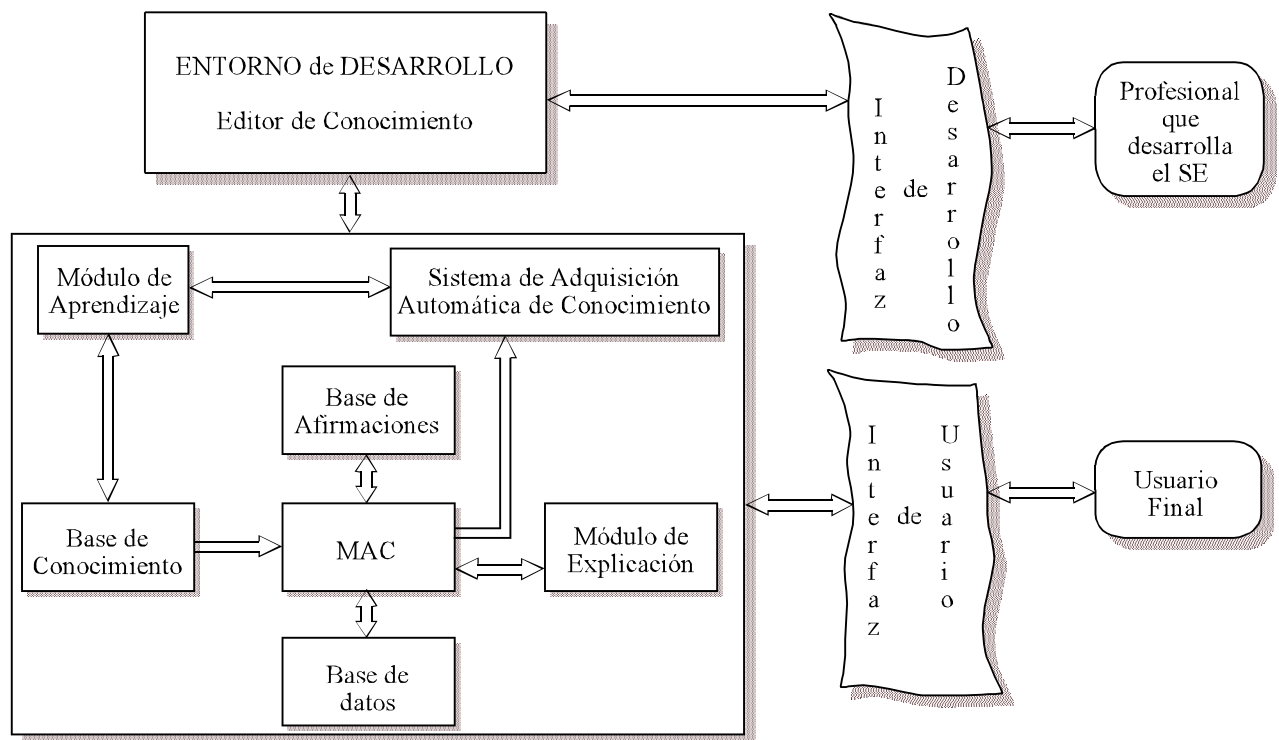 ENTORNO de DESARROLLO
Editor de Conocimiento
Interfaz
de
Desarrollo
Profesional
que
desarrolla
el SE
Módulo de
Aprendizaje
Sistema de Adquisición
Automática de Conocimiento
Base de
Afirmaciones
Base de
Conocimiento
MAC
Módulo de
Explicación
Base de
datos
Interfaz
de
Usuario
Usuario
Final